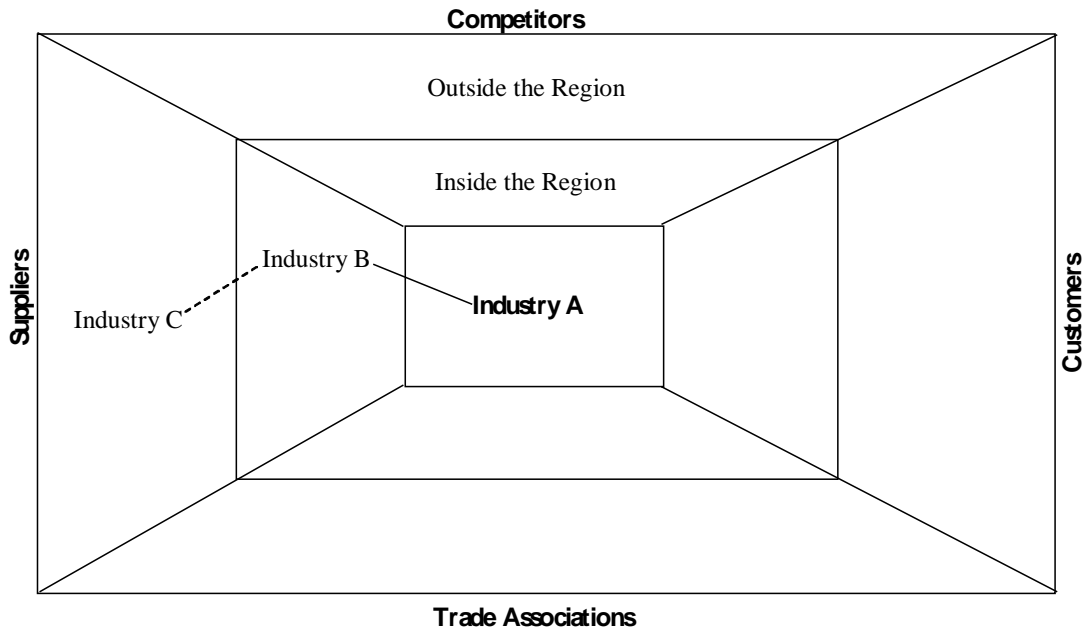 Competitors
Outside the Region
Inside the Region
Suppliers
Industry B
Industry A
Industry C
Customers
Trade Associations